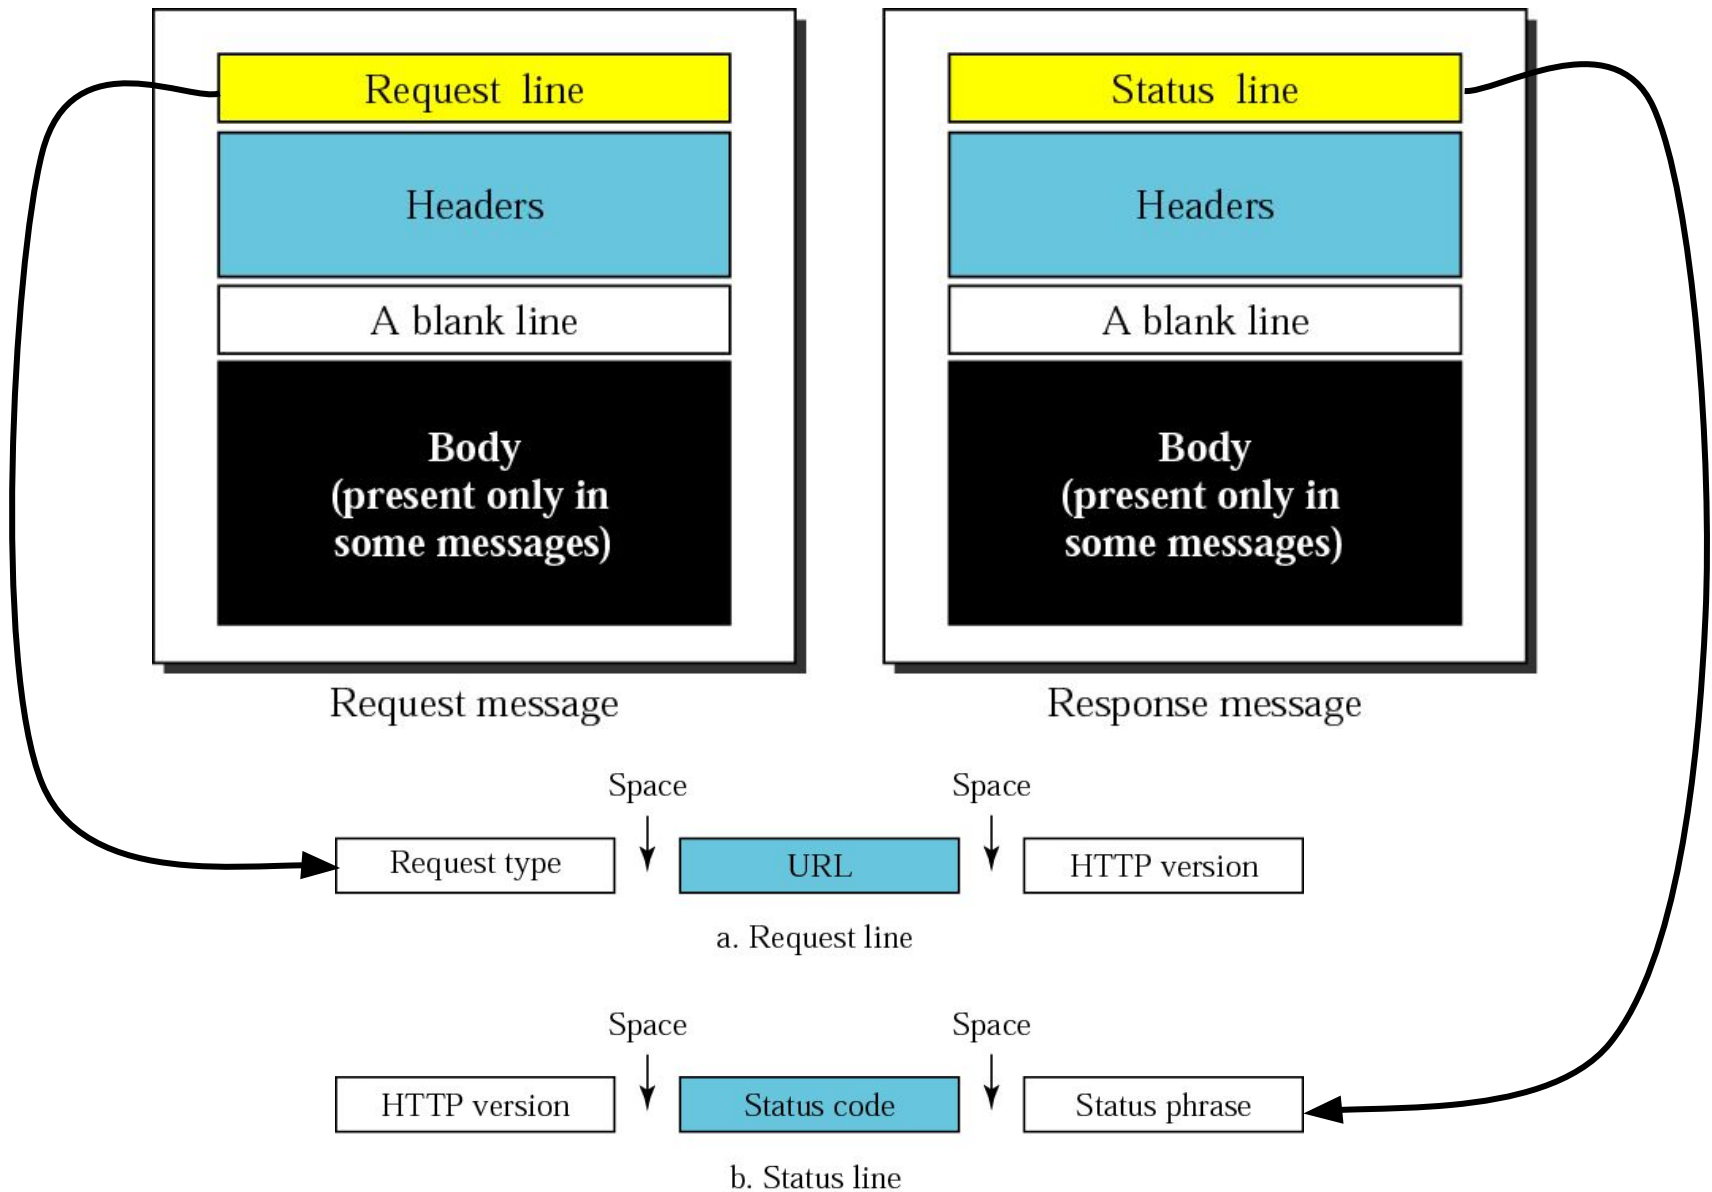 Request line
Headers
A blank line
Body
(present only in
some messages)
Request message
Status line
Headers
A blank line
Body
(present only in
some messages)
Response message
Space
Space
Request type
URL
HTTP version
a. Request line
Space
Space
HTTP version
Status code
Status phrase
b. Status line